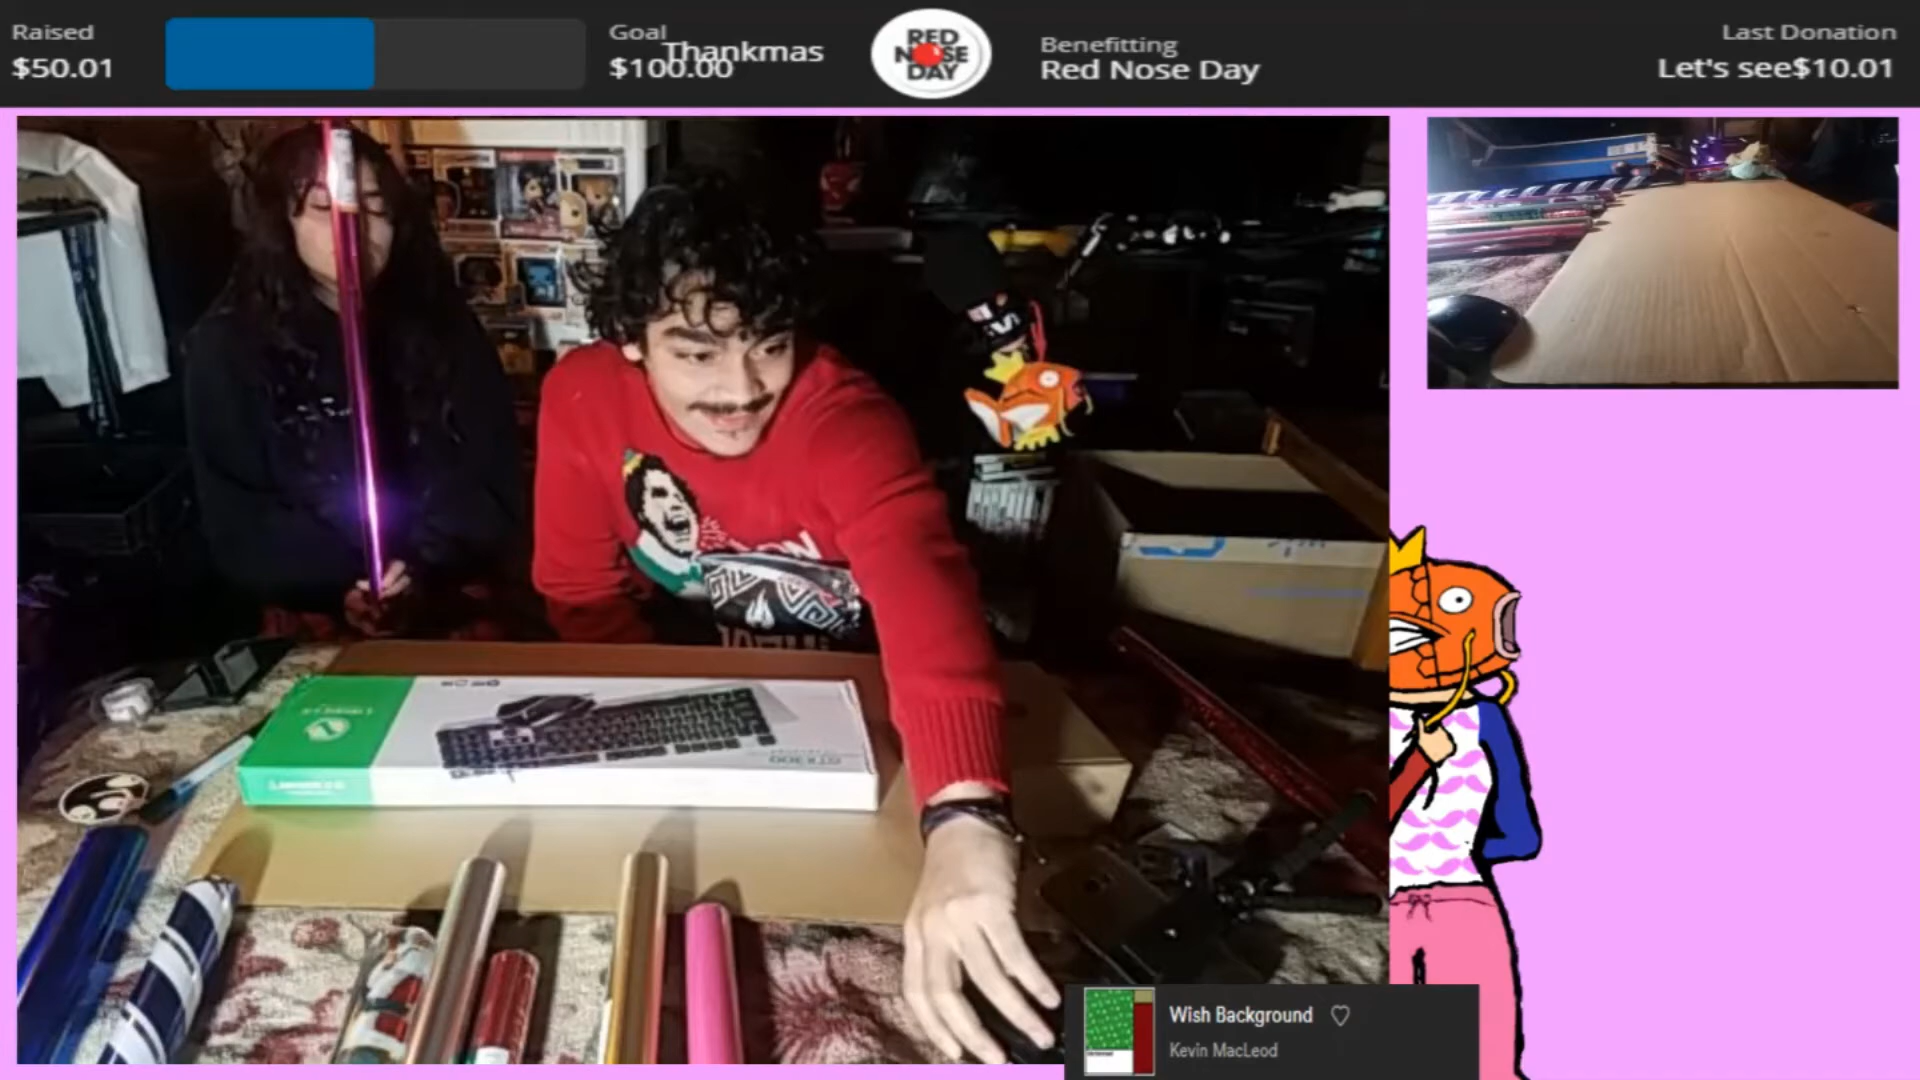 Raised
$50.01
Goal
$100.00
Thankmas
RED
NOSE
DAY
Benefitting
Red Nose Day
Last Donation
Let's see$10.01
Wish Background
Kevin MacLeod